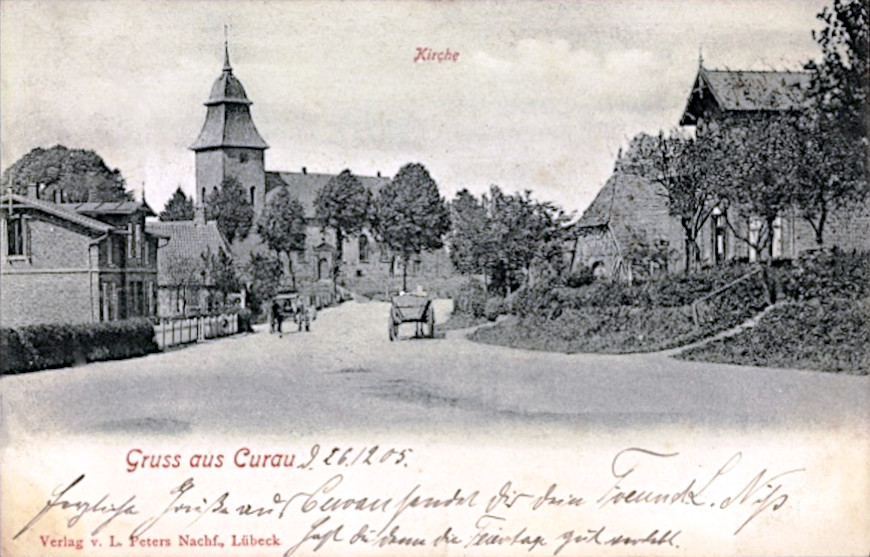 Kirche
Gruss aus Curau d. 26.12 05.
Herzliche Grüße aus Curau sendet dir dein Freund L. Niß
Verlag v. L. Peters Nachf., Lübeck.
Hast du denn die Feiertage gut verlebt.